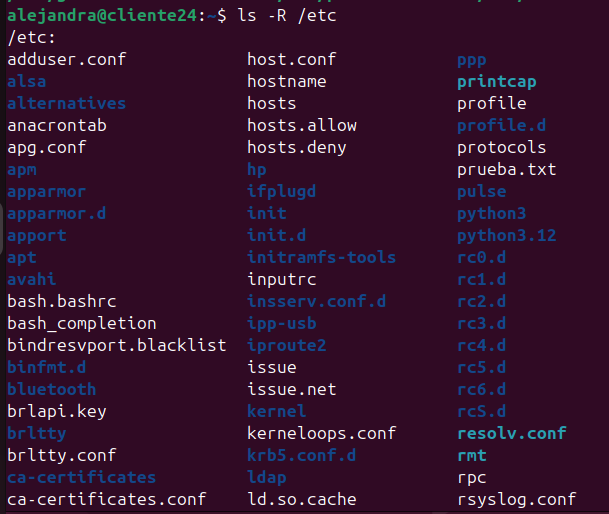 alejandra@cliente24:~$ ls -R /etc
/etc:
adduser.conf host.conf ppp
alsa hostname printcap
alternatives hosts profile
anacrontab hosts.allow profile.d
apg.conf hosts.deny protocols
apm hp prueba.txt
apparmor ifplugd pulse
apparmor.d init python3
apport init.d python3.12
apt initramfs-tools rc0.d
avahi inputrc rc1.d
bash.bashrc insserv.conf.d rc2.d
bash_completion ipp-usb rc3.d
bindresvport.blacklist iproute2 rc4.d
binfmt.d issue rc5.d
bluetooth issue.net rc6.d
brlapi.key kernel rcS.d
brltty kerneloops.conf resolv.conf
brltty.conf krb5.conf.d rmt
ca-certificates ldap rpc
ca-certificates.conf ld.so.cache rsyslog.conf